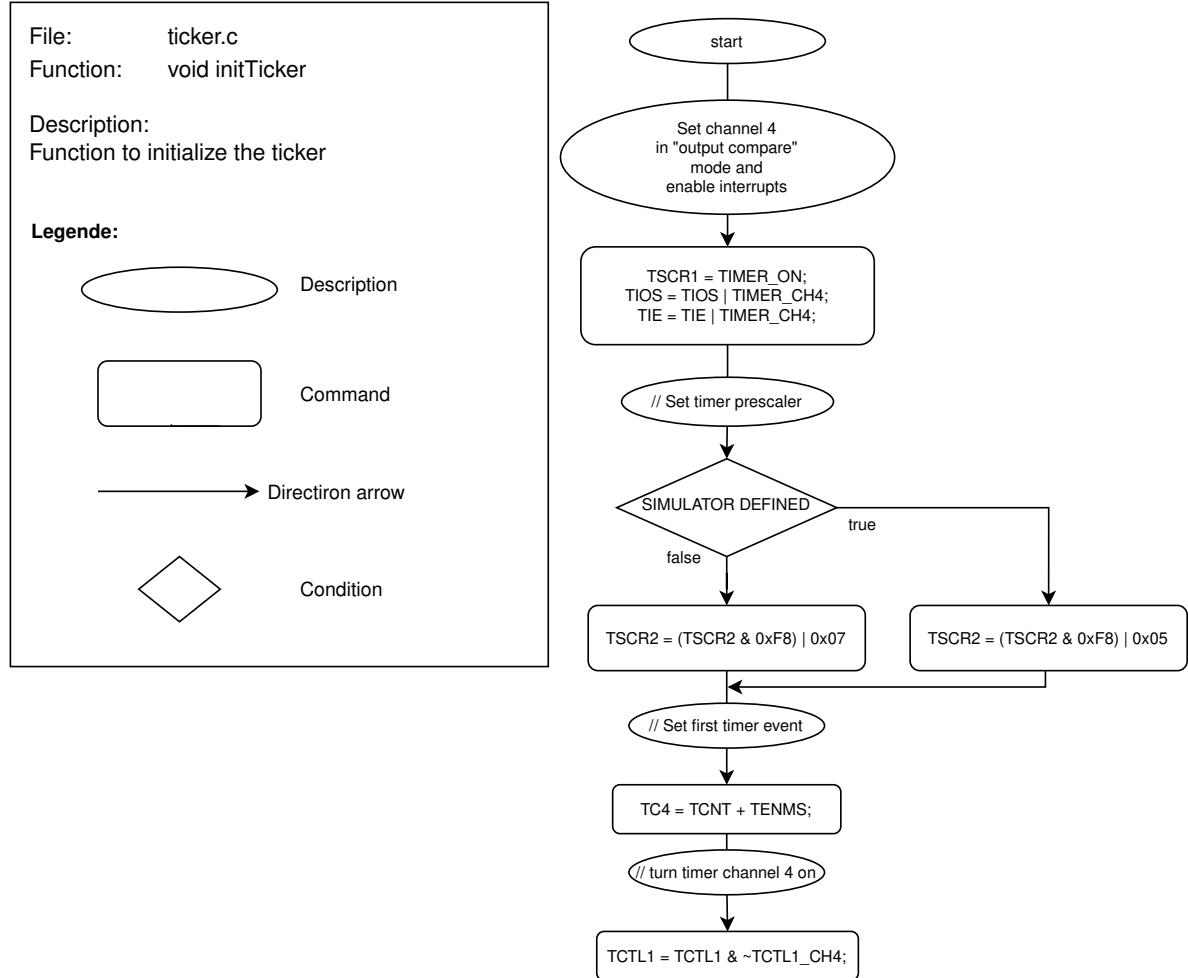 File: ticker.c
Function: void initTicker
Description:
Function to initialize the ticker
Legende:
Description
Command
Directiron arrow
Condition
start
Set channel 4
in "output compare"
mode and
enable interrupts
TSCR1 = TIMER_ON;
TIOS = TIOS | TIMER_CH4;
TIE = TIE | TIMER_CH4;
// Set timer prescaler
SIMULATOR DEFINED
true
false
TSCR2 = (TSCR2 & 0xF8) | 0x07
TSCR2 = (TSCR2 & 0xF8) | 0x05
// Set first timer event
TC4 = TCNT + TENMS;
// turn timer channel 4 on
TCTL1 = TCTL1 & ~TCTL1_CH4;